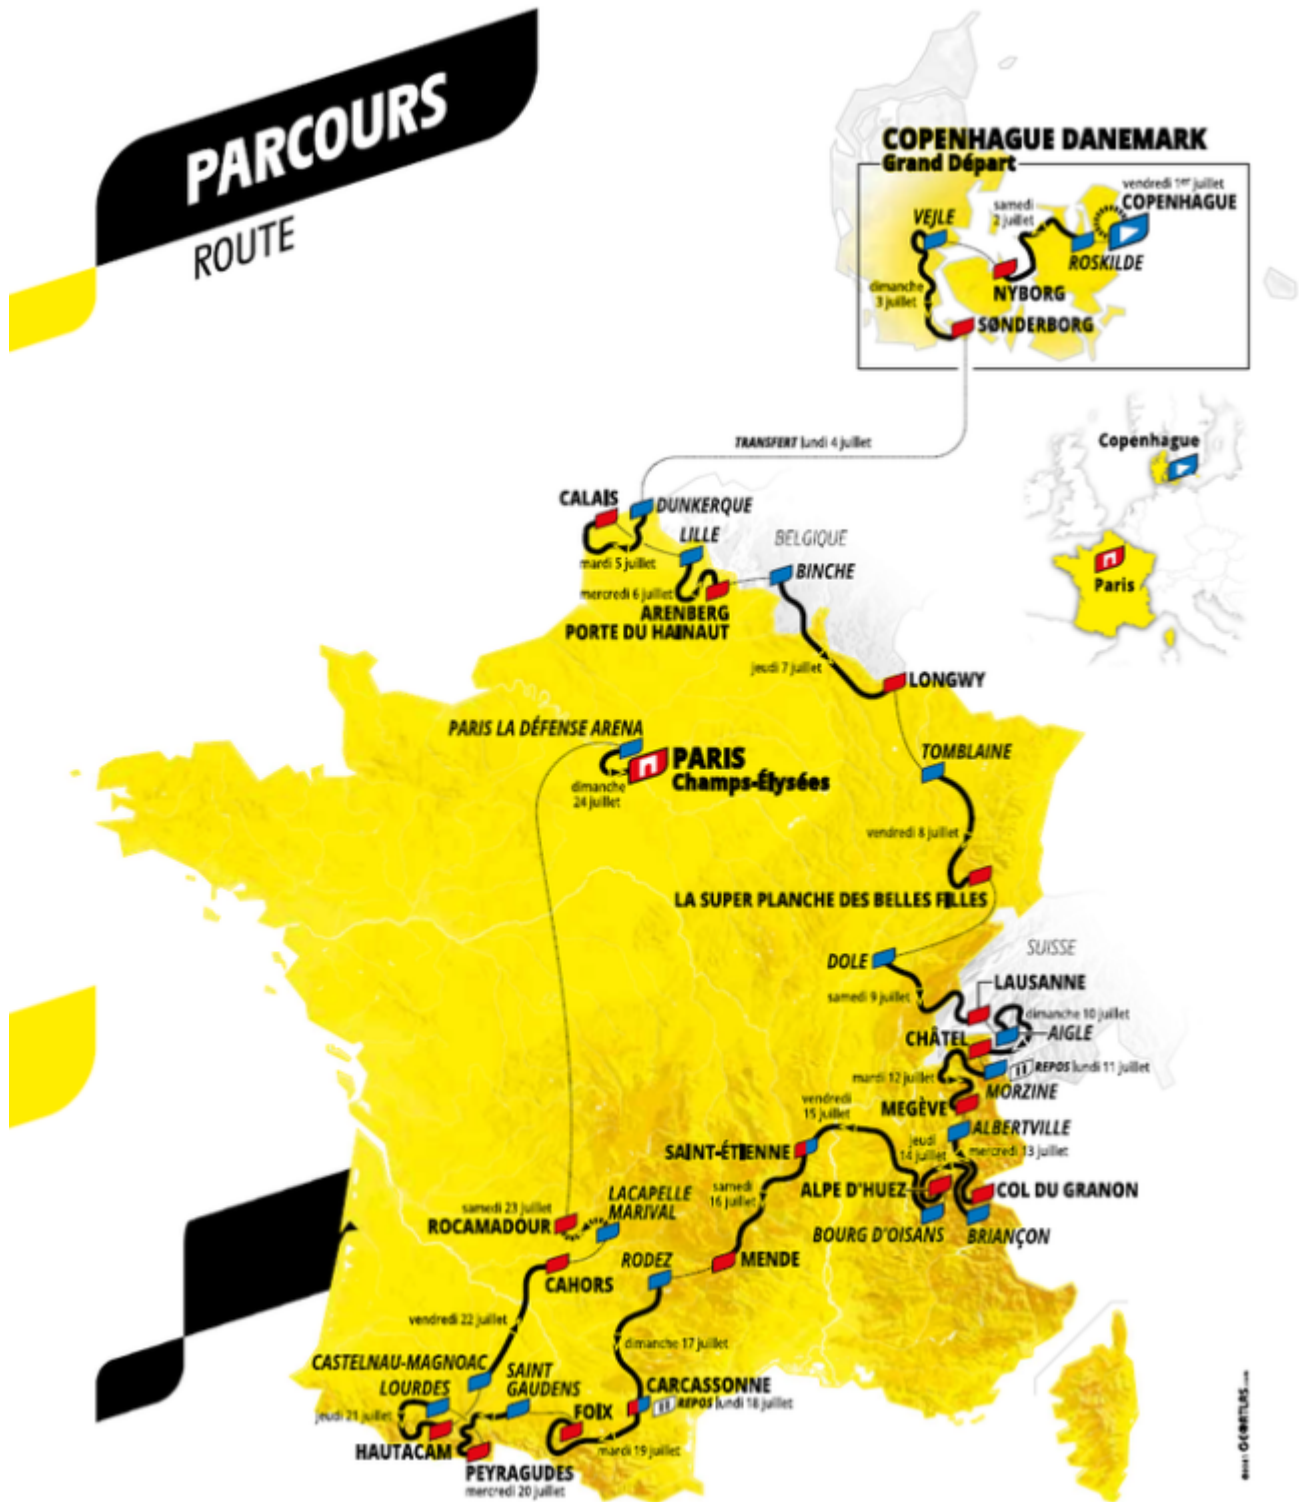 PARCOURS
ROUTE
COPENHAGUE DANEMARK
Grand Départ
vendredi 1er juillet
COPENHAGUE
samedi
2 juillet
VEJLE
ROSKILDE
dimanche
3 juillet
NYBORG
SØNDERBORG
TRANSFERT lundi 4 juillet
Copenhague
Paris
CALAIS
DUNKERQUE
LILLE
BELGIQUE
mardi 5 juillet
BINCHE
mercredi 6 juillet
ARENBERG
PORTE DU HAINAUT
jeudi 7 juillet
LONGWY
PARIS LA DÉFENSE ARENA
TOMBLAINE
PARIS
Champs-Élysées
dimanche
24 juillet
vendredi 8 juillet
LA SUPER PLANCHE DES BELLES FILLES
SUISSE
DOLE
LAUSANNE
samedi 9 juillet
dimanche 10 juillet
CHÂTEL
AIGLE
REPOS lundi 11 juillet
mardi 12 juillet
MORZINE
MEGÈVE
vendredi
15 juillet
ALBERTVILLE
jeudi
14 juillet
mercredi 13 juillet
SAINT-ÉTIENNE
samedi
16 juillet
ALPE D'HUEZ
COL DU GRANON
LACAPELLE
MARIVAL
samedi 23 juillet
ROCAMADOUR
BOURG D'OISANS
BRIANÇON
RODEZ
MENDE
CAHORS
vendredi 22 juillet
dimanche 17 juillet
CASTELNAU-MAGNOAC
SAINT
GAUDENS
LOURDES
CARCASSONNE
REPOS lundi 18 juillet
jeudi 21 juillet
FOIX
HAUTACAM
mardi 19 juillet
PEYRAGUDES
mercredi 20 juillet